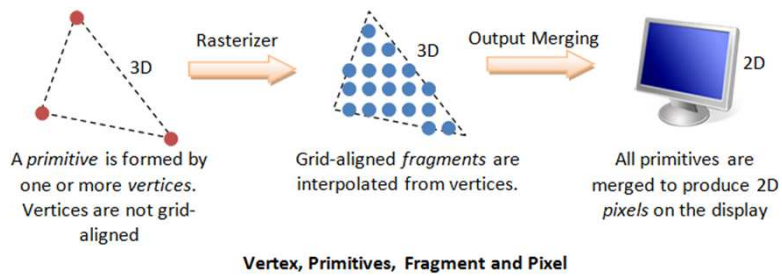 3D
Rasterizer
3D
Output Merging
2D
A primitive is formed by
one or more vertices.
Vertices are not grid-
aligned
Grid-aligned fragments are
interpolated from vertices.
All primitives are
merged to produce 2D
pixels on the display
Vertex, Primitives, Fragment and Pixel